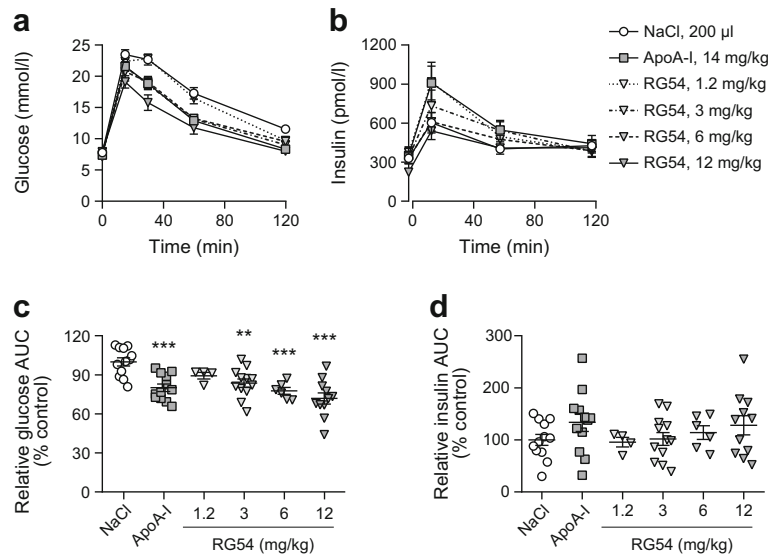 a
Glucose (mmol/l)
25
20
15
10
5
0
0
40
80
120
Time (min)
b
Insulin (pmol/l)
1200
900
600
300
0
0
40
80
120
Time (min)
NaCl, 200 µl
ApoA-I, 14 mg/kg
RG54, 1.2 mg/kg
RG54, 3 mg/kg
RG54, 6 mg/kg
RG54, 12 mg/kg
c
Relative glucose AUC
(% control)
120
90
60
30
0
***
**
***
***
NaCl
ApoA-I
1.2
3
6
12
RG54 (mg/kg)
d
Relative insulin AUC
(% control)
300
200
100
0
NaCl
ApoA-I
1.2
3
6
12
RG54 (mg/kg)